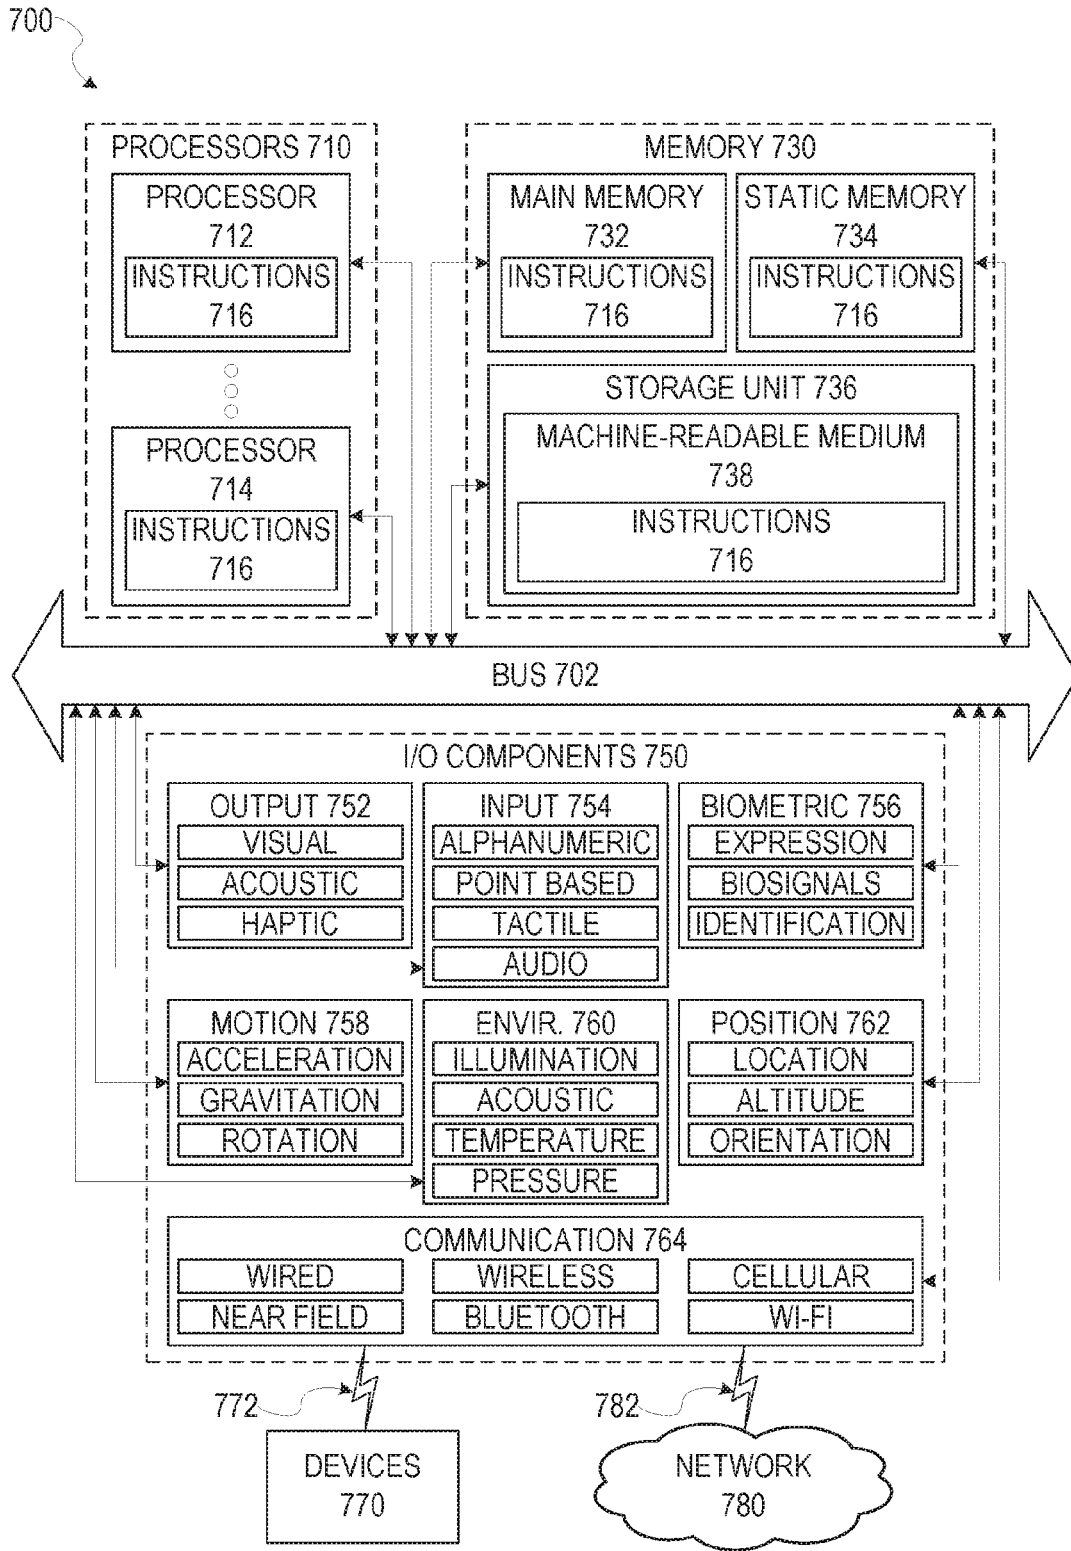 700
PROCESSORS 710
PROCESSOR
712
INSTRUCTIONS
716
PROCESSOR
714
INSTRUCTIONS
716
MEMORY 730
MAIN MEMORY
732
INSTRUCTIONS
716
STATIC MEMORY
734
INSTRUCTIONS
716
STORAGE UNIT 736
MACHINE-READABLE MEDIUM
738
INSTRUCTIONS
716
BUS 702
I/O COMPONENTS 750
OUTPUT 752
VISUAL
ACOUSTIC
HAPTIC
INPUT 754
ALPHANUMERIC
POINT BASED
TACTILE
AUDIO
BIOMETRIC 756
EXPRESSION
BIOSIGNALS
IDENTIFICATION
MOTION 758
ACCELERATION
GRAVITATION
ROTATION
ENVIR. 760
ILLUMINATION
ACOUSTIC
TEMPERATURE
PRESSURE
POSITION 762
LOCATION
ALTITUDE
ORIENTATION
COMMUNICATION 764
WIRED
WIRELESS
CELLULAR
NEAR FIELD
BLUETOOTH
WI-FI
772
782
DEVICES
770
NETWORK
780